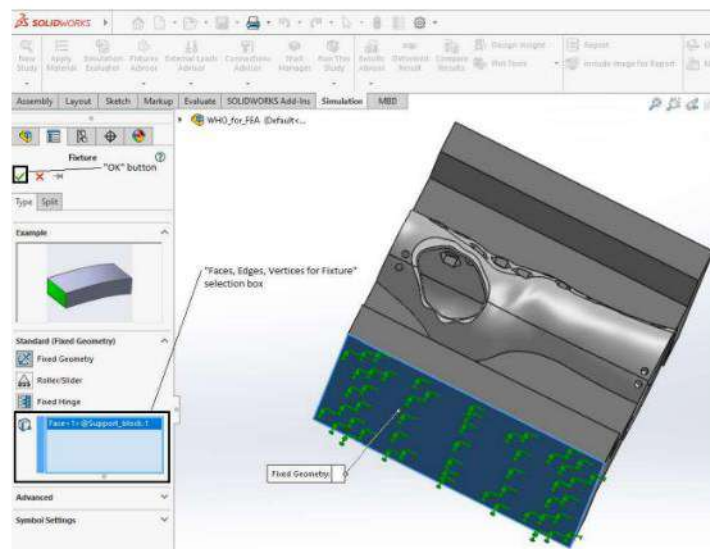 SOLIDWORKS
New Study
Apply Material
Simulation Evaluator
Fixtures Advisor
External Loads Advisor
Connections Advisor
Shell Manager
Run This Study
Results Advisor
Deformed Result
Compare Results
Design Insight
Plot Tools
Report
Include Image for Report
Assembly Layout Sketch Markup Evaluate SOLIDWORKS Add-Ins Simulation MBD
WHO_for_FEA (Default<...
Fixture
"OK" button
Type Split
Example
"Faces, Edges, Vertices for Fixture"
selection box
Standard (Fixed Geometry)
Fixed Geometry
Roller/Slider
Fixed Hinge
Face<1>@Support_block-1
Fixed Geometry:
Advanced
Symbol Settings